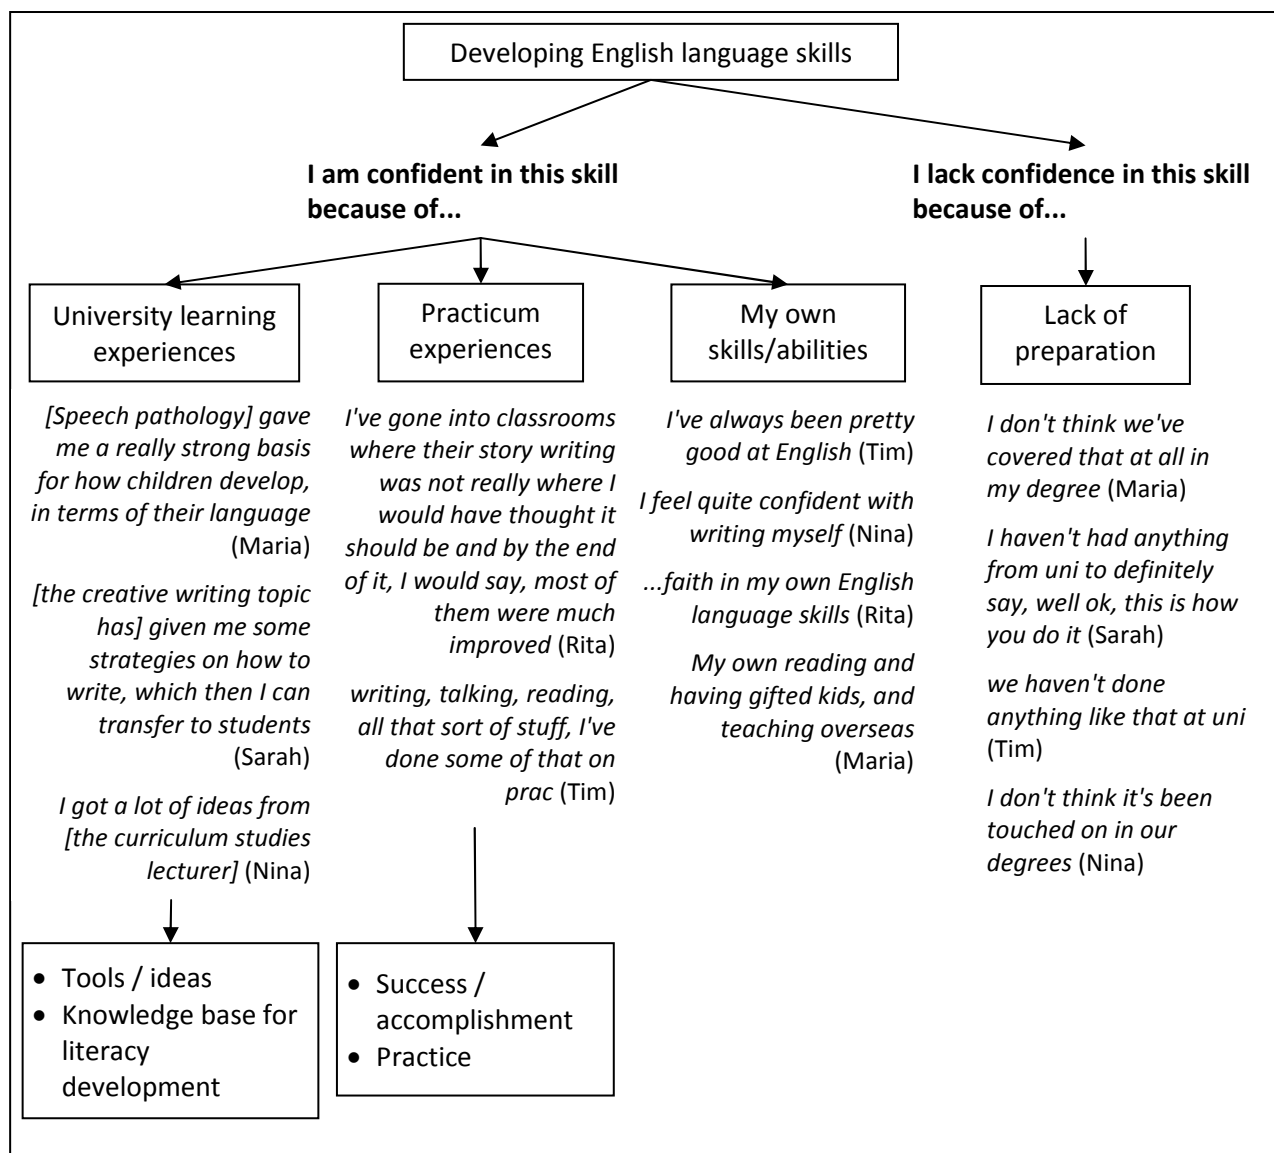 Developing English language skills
I am confident in this skill
because of...
I lack confidence in this skill
because of...
University learning
experiences
Practicum
experiences
My own
skills/abilities
Lack of
preparation
[Speech pathology] gave
me a really strong basis
for how children develop,
in terms of their language
(Maria)
[the creative writing topic
has] given me some
strategies on how to
write, which then I can
transfer to students
(Sarah)
I got a lot of ideas from
[the curriculum studies
lecturer] (Nina)
I've gone into classrooms
where their story writing
was not really where I
would have thought it
should be and by the end
of it, I would say, most of
them were much
improved (Rita)
writing, talking, reading,
all that sort of stuff, I've
done some of that on
prac (Tim)
I've always been pretty
good at English (Tim)
I feel quite confident with
writing myself (Nina)
...faith in my own English
language skills (Rita)
My own reading and
having gifted kids, and
teaching overseas
(Maria)
I don't think we've
covered that at all in
my degree (Maria)
I haven't had anything
from uni to definitely
say, well ok, this is how
you do it (Sarah)
we haven't done
anything like that at uni
(Tim)
I don't think it's been
touched on in our
degrees (Nina)
• Tools / ideas
• Knowledge base for
literacy
development
• Success /
accomplishment
• Practice